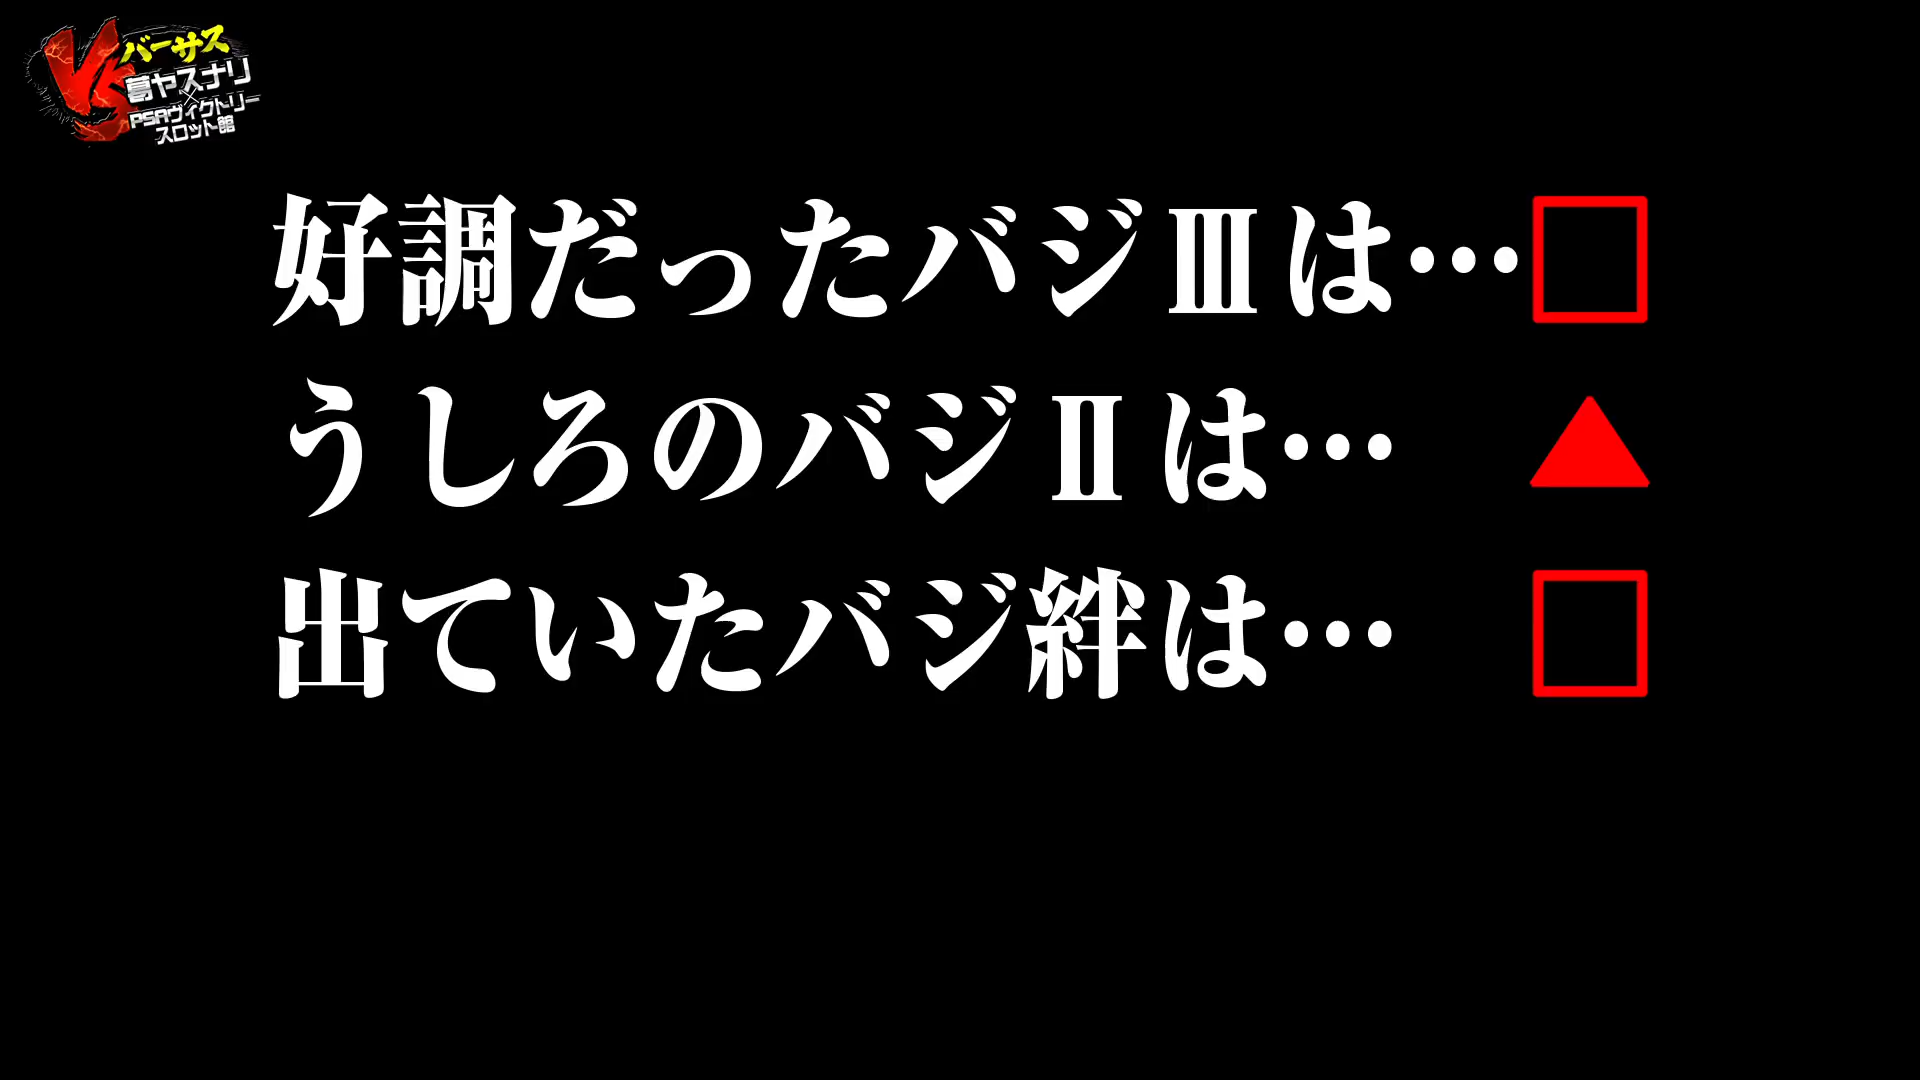 VS
バーサス
葛ヤスナリ
×
PSAヴィクトリー
スロット館
好調だったバジⅢは…□
うしろのバジⅡは… ▲
出ていたバジ絆は… □